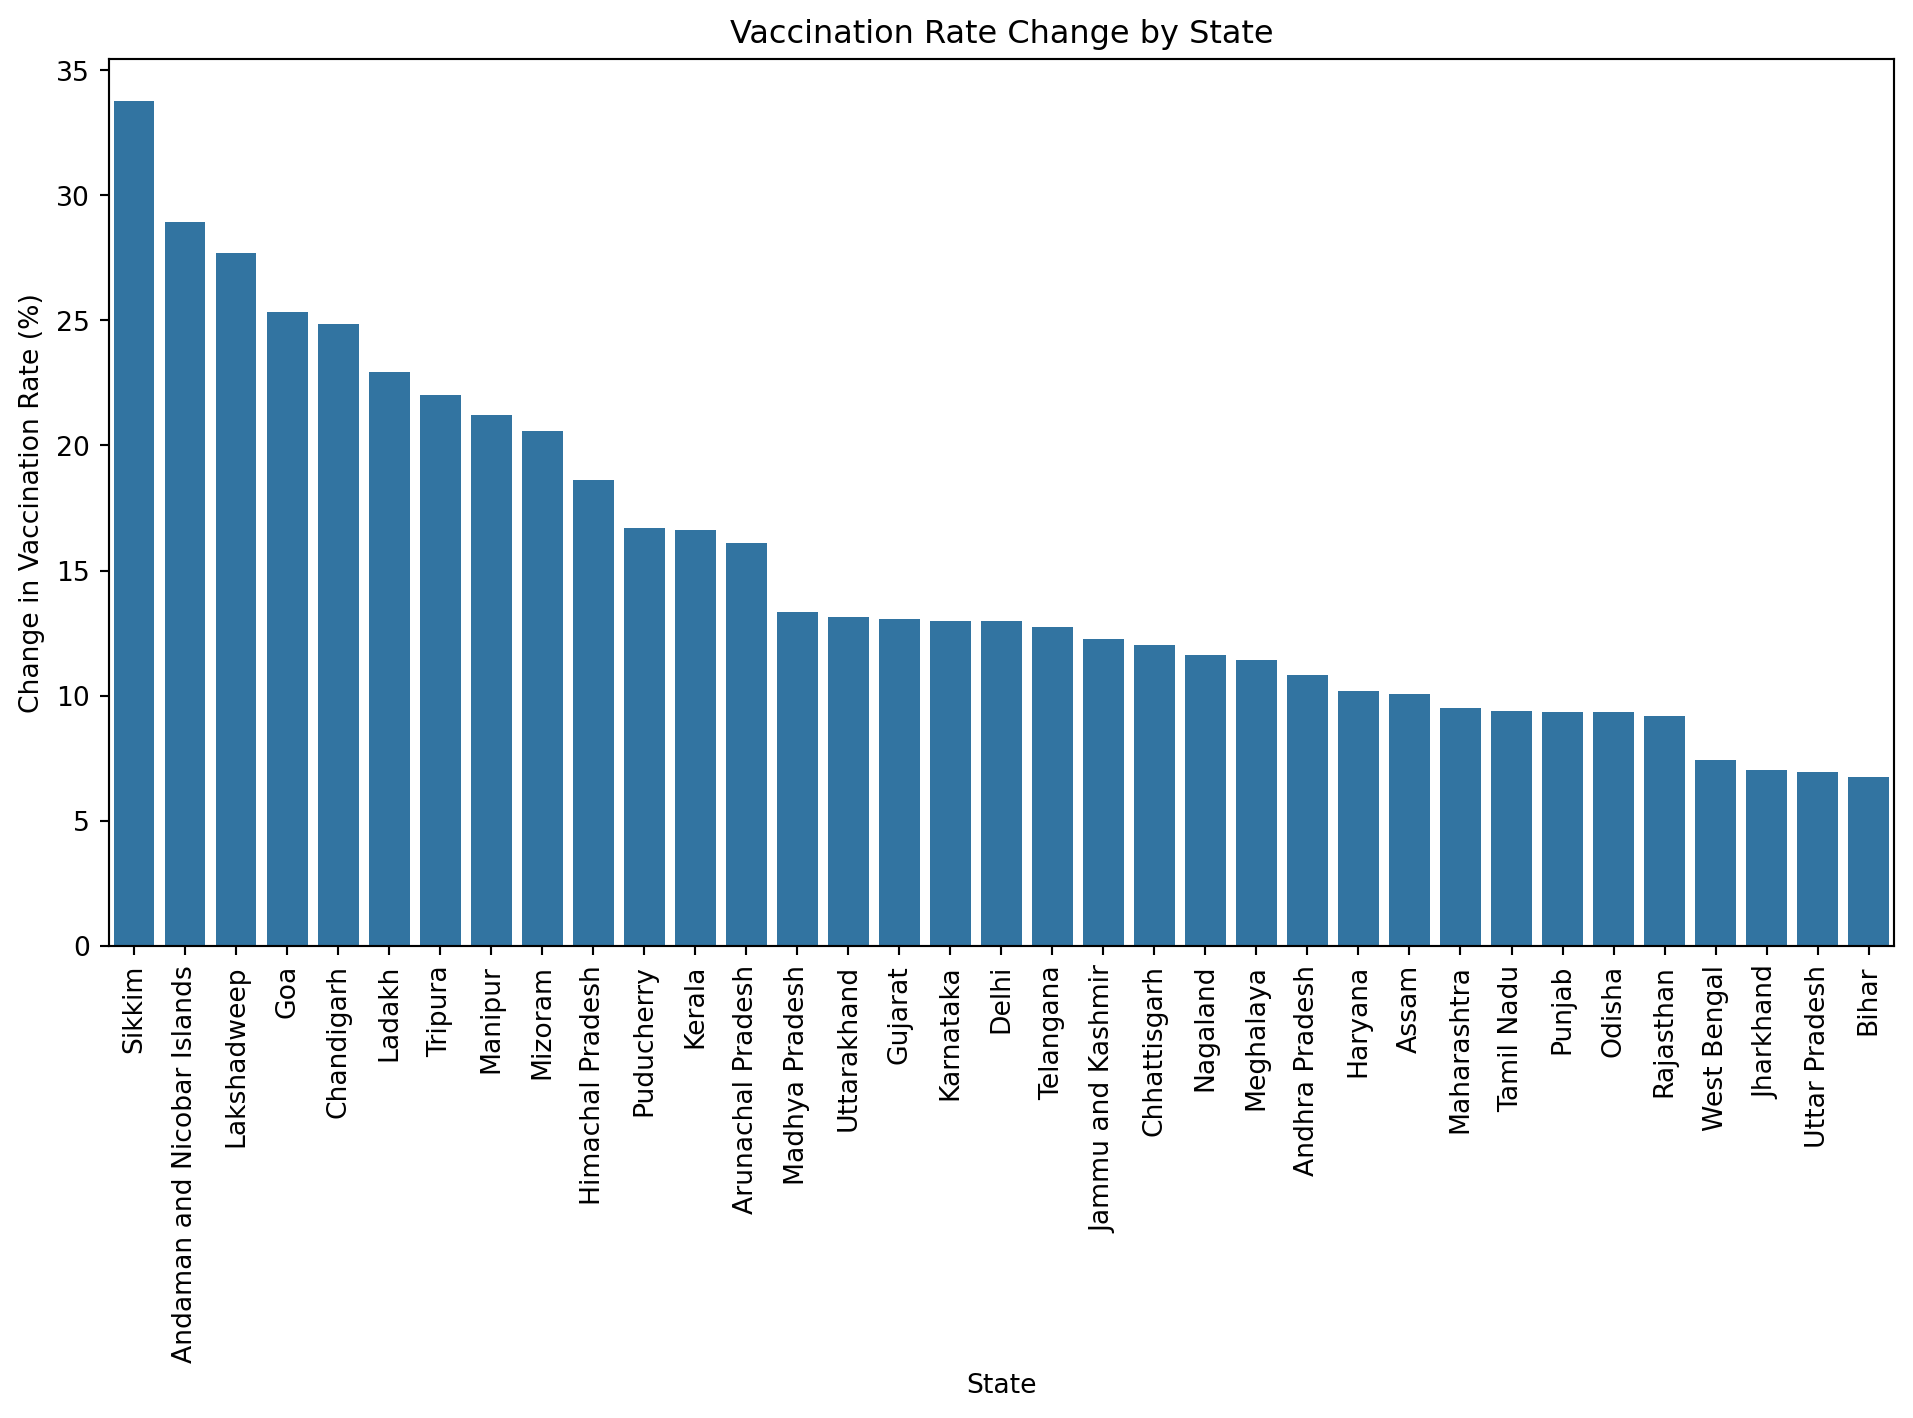 Vaccination Rate Change by State
Change in Vaccination Rate (%)
35
30
25
20
15
10
5
0
Sikkim
Andaman and Nicobar Islands
Lakshadweep
Goa
Chandigarh
Ladakh
Tripura
Manipur
Mizoram
Himachal Pradesh
Puducherry
Kerala
Arunachal Pradesh
Madhya Pradesh
Uttarakhand
Gujarat
Karnataka
Delhi
Telangana
Jammu and Kashmir
Chhattisgarh
Nagaland
Meghalaya
Andhra Pradesh
Haryana
Assam
Maharashtra
Tamil Nadu
Punjab
Odisha
Rajasthan
West Bengal
Jharkhand
Uttar Pradesh
Bihar
State